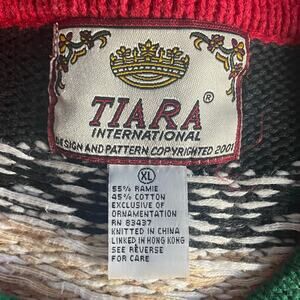 TIARA ®
INTERNATIONAL
DESIGN AND PATTERN COPYRIGHTED 2001
XL
55% RAMIE
45% COTTON
EXCLUSIVE OF
ORNAMENTATION
RN 83437
KNITTED IN CHINA
LINKED IN HONG KONG
SEE REVERSE
FOR CARE